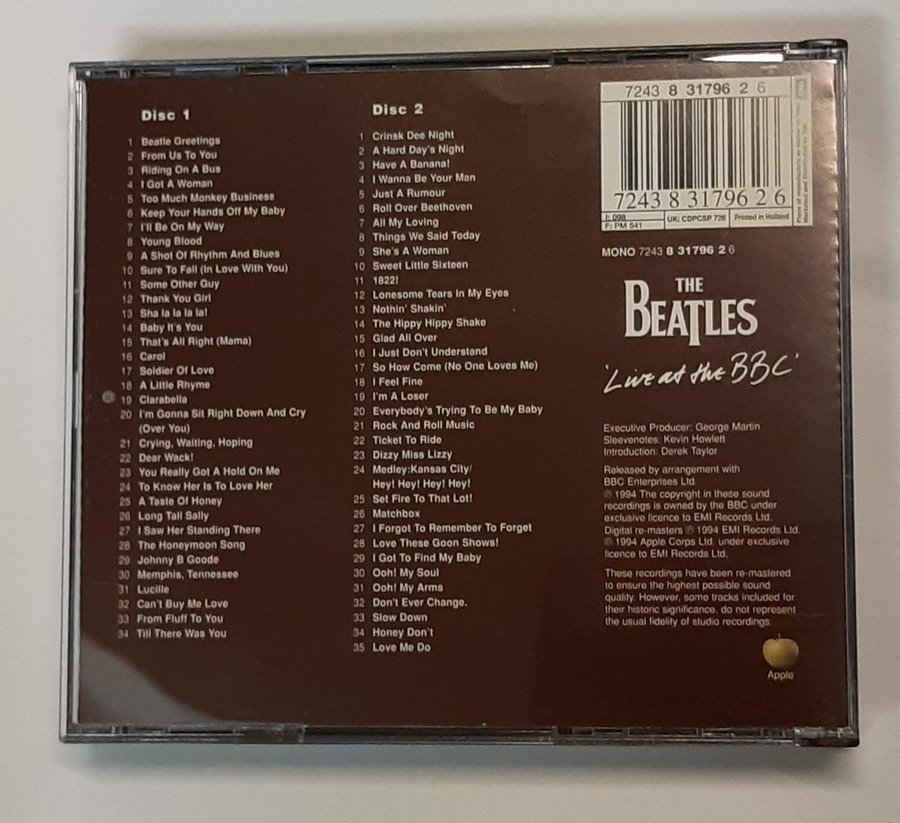 Disc 1
1 Beatle Greetings
2 From Us To You
3 Riding On A Bus
4 I Got A Woman
5 Too Much Monkey Business
6 Keep Your Hands Off My Baby
7 I'll Be On My Way
8 Young Blood
9 A Shot Of Rhythm And Blues
10 Sure To Fall (In Love With You)
11 Some Other Guy
12 Thank You Girl
13 Sha la la la la!
14 Baby It's You
15 That's All Right (Mama)
16 Carol
17 Soldier Of Love
18 A Little Rhyme
19 Clarabella
20 I'm Gonna Sit Right Down And Cry
(Over You)
21 Crying, Waiting, Hoping
22 Dear Wack!
23 You Really Got A Hold On Me
24 To Know Her Is To Love Her
25 A Taste Of Honey
26 Long Tall Sally
27 I Saw Her Standing There
28 The Honeymoon Song
29 Johnny B Goode
30 Memphis, Tennessee
31 Lucille
32 Can't Buy Me Love
33 From Fluff To You
34 Till There Was You
Disc 2
1 Crinsk Dee Night
2 A Hard Day's Night
3 Have A Banana!
4 I Wanna Be Your Man
5 Just A Rumour
6 Roll Over Beethoven
7 All My Loving
8 Things We Said Today
9 She's A Woman
10 Sweet Little Sixteen
11 1822!
12 Lonesome Tears In My Eyes
13 Nothin' Shakin'
14 The Hippy Hippy Shake
15 Glad All Over
16 I Just Don't Understand
17 So How Come (No One Loves Me)
18 I Feel Fine
19 I'm A Loser
20 Everybody's Trying To Be My Baby
21 Rock And Roll Music
22 Ticket To Ride
23 Dizzy Miss Lizzy
24 Medley:Kansas City/
Hey! Hey! Hey! Hey!
25 Set Fire To That Lot!
26 Matchbox
27 I Forgot To Remember To Forget
28 Love These Goon Shows!
29 I Got To Find My Baby
30 Ooh! My Soul
31 Ooh! My Arms
32 Don't Ever Change.
33 Slow Down
34 Honey Don't
35 Love Me Do
7243 8 31796 2 6
7243 8 31796 2 6
I: 098
F: PM 541
UK: CDPCSP 726
Printed in Holland
MONO 7243 8 31796 2 6
THE
BEATLES
'Live at the BBC'
Executive Producer: George Martin
Sleevenotes: Kevin Howlett
Introduction: Derek Taylor
Released by arrangement with
BBC Enterprises Ltd.
℗ 1994 The copyright in these sound
recordings is owned by the BBC under
exclusive licence to EMI Records Ltd.
Digital re-masters ℗ 1994 EMI Records Ltd.
© 1994 Apple Corps Ltd. under exclusive
licence to EMI Records Ltd.
These recordings have been re-mastered
to ensure the highest possible sound
quality. However, some tracks included for
their historic significance, do not represent
the usual fidelity of studio recordings.
Apple